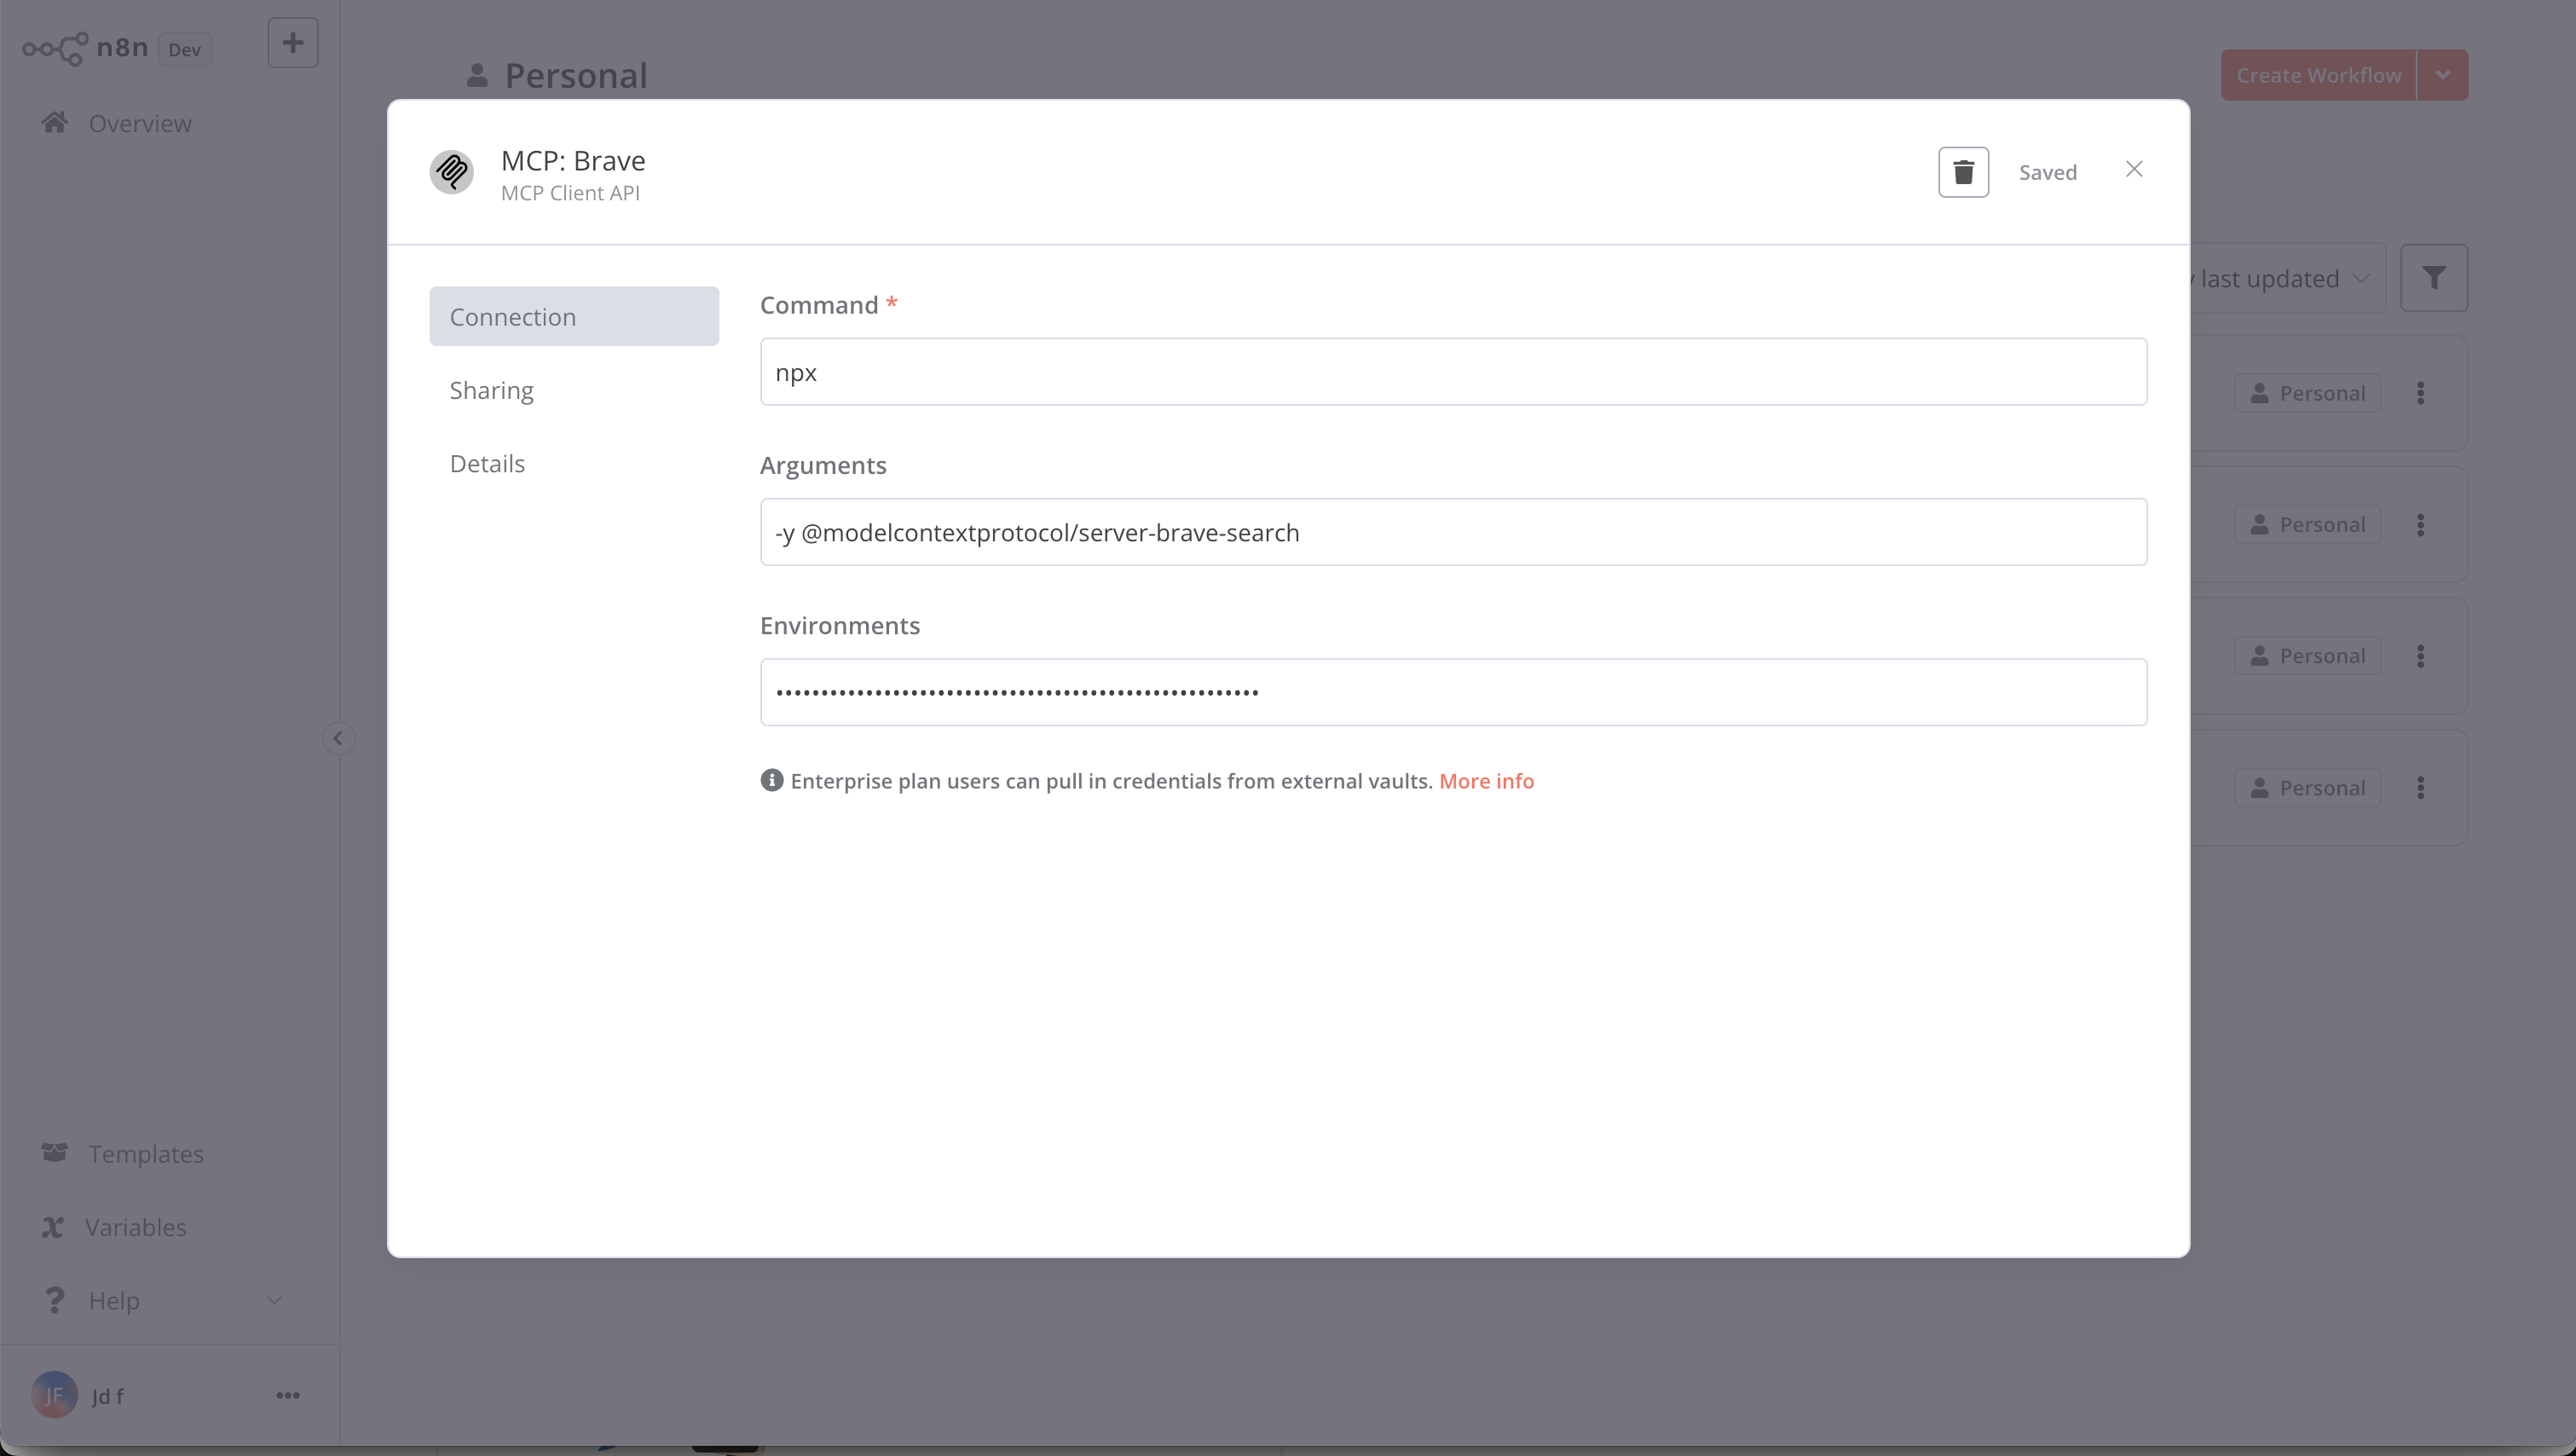 n8n Dev
Overview
Personal
Create Workflow
MCP: Brave
MCP Client API
Saved
last updated
Connection
Sharing
Details
Command *
npx
Arguments
-y @modelcontextprotocol/server-brave-search
Environments
Enterprise plan users can pull in credentials from external vaults. More info
Personal
Personal
Personal
Personal
Templates
Variables
Help
JF Jd f